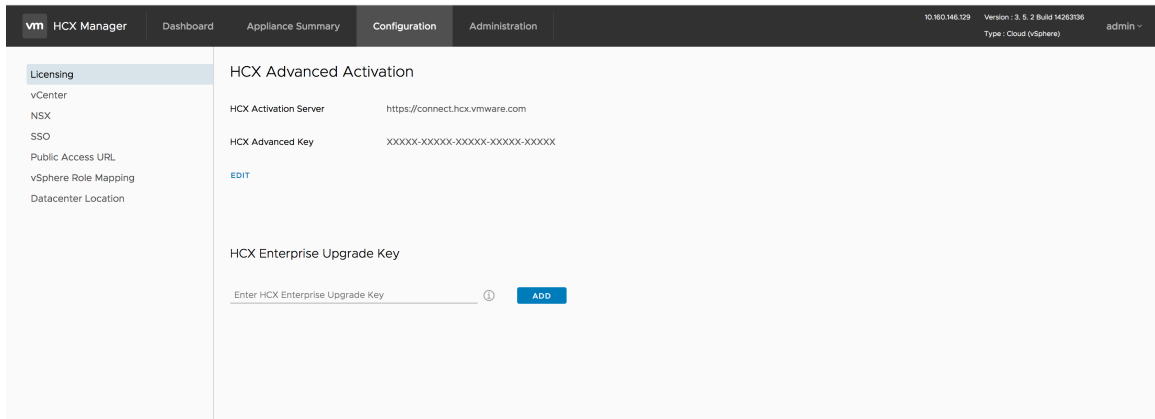 vm HCX Manager Dashboard Appliance Summary Configuration Administration 10.160.146.129 Version : 3. 5. 2 Build 14263136
Type : Cloud (vSphere) admin
Licensing
vCenter
NSX
SSO
Public Access URL
vSphere Role Mapping
Datacenter Location
HCX Advanced Activation
HCX Activation Server https://connect.hcx.vmware.com
HCX Advanced Key XXXXX-XXXXX-XXXXX-XXXXX-XXXXX
EDIT
HCX Enterprise Upgrade Key
Enter HCX Enterprise Upgrade Key ADD